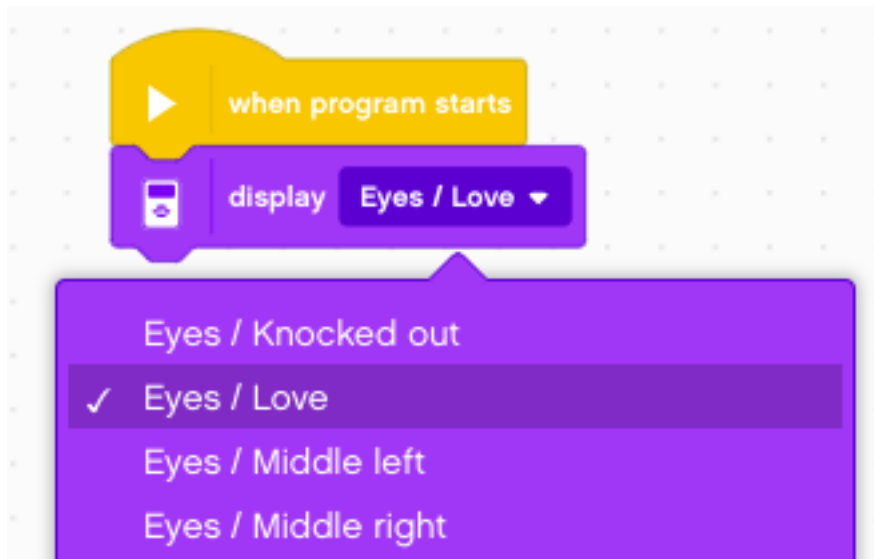 when program starts
display Eyes / Love
Eyes / Knocked out
✓ Eyes / Love
Eyes / Middle left
Eyes / Middle right